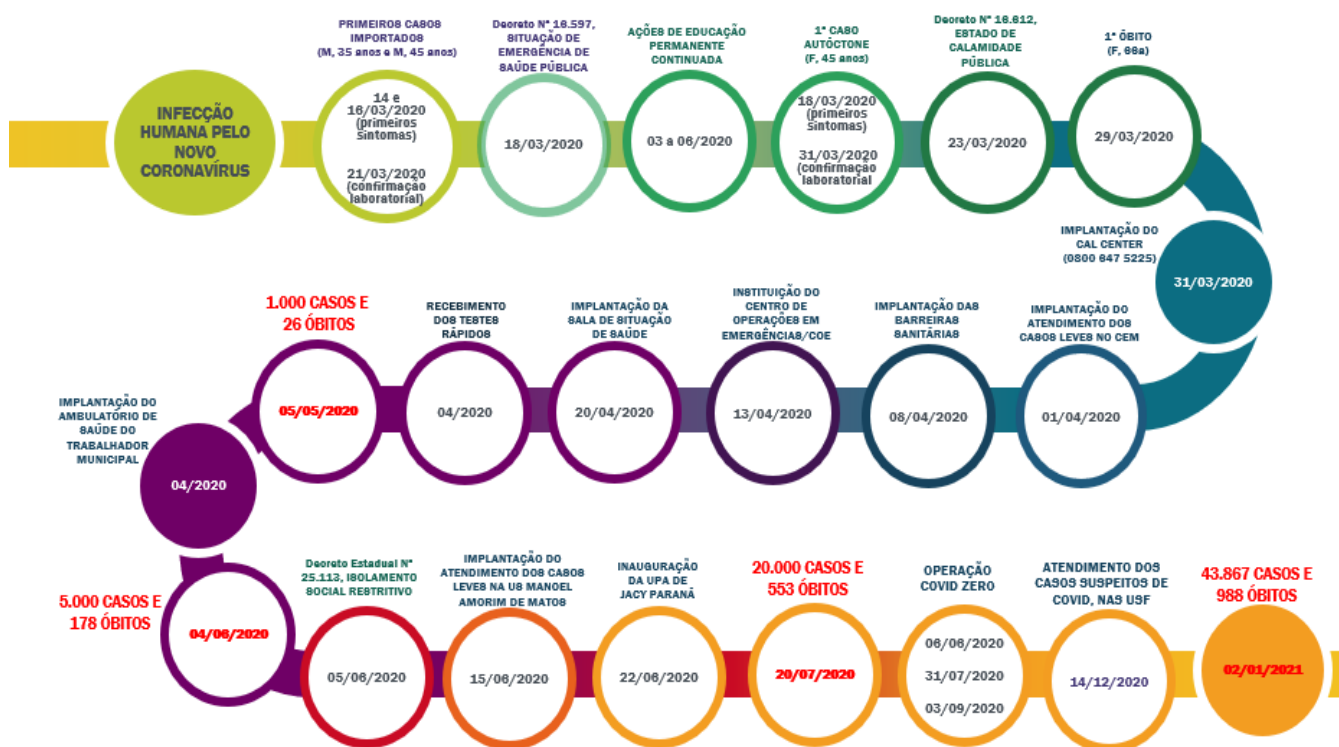 INFECÇÃO
HUMANA PELO
NOVO
CORONAVÍRUS
PRIMEIROS CASOS
IMPORTADOS
(M, 35 anos e M, 45 anos)
14 e
16/03/2020
(primeiros
sintomas)
21/03/2020
(confirmação
laboratorial)
Decreto N° 16.597,
SITUAÇÃO DE
EMERGÊNCIA DE
SAÚDE PÚBLICA
18/03/2020
AÇÕES DE EDUCAÇÃO
PERMANENTE
CONTINUADA
03 a 06/2020
1° CASO
AUTÓCTONE
(F, 45 anos)
18/03/2020
(primeiros
sintomas)
31/03/2020
(confirmação
laboratorial
Decreto N° 16.612,
ESTADO DE
CALAMIDADE
PÚBLICA
23/03/2020
1° ÓBITO
(F, 66a)
29/03/2020
IMPLANTAÇÃO DO
CAL CENTER
(0800 647 5225)
31/03/2020
IMPLANTAÇÃO DO
ATENDIMENTO DOS
CASOS LEVES NO CEM
01/04/2020
IMPLANTAÇÃO DAS
BARREIRAS
SANITÁRIAS
08/04/2020
INSTITUIÇÃO DO
CENTRO DE
OPERAÇÕES EM
EMERGÊNCIAS/COE
13/04/2020
IMPLANTAÇÃO DA
SALA DE SITUAÇÃO
DE SAÚDE
20/04/2020
RECEBIMENTO
DOS TESTES
RÁPIDOS
04/2020
1.000 CASOS E
26 ÓBITOS
05/05/2020
IMPLANTAÇÃO DO
AMBULATÓRIO DE
SAÚDE DO
TRABALHADOR
MUNICIPAL
04/2020
5.000 CASOS E
178 ÓBITOS
04/06/2020
Decreto Estadual N°
25.113, ISOLAMENTO
SOCIAL RESTRITIVO
05/06/2020
IMPLANTAÇÃO DO
ATENDIMENTO DOS CASOS
LEVES NA US MANOEL
AMORIM DE MATOS
15/06/2020
INAUGURAÇÃO
DA UPA DE
JACY PARANÁ
22/06/2020
20.000 CASOS E
553 ÓBITOS
20/07/2020
OPERAÇÃO
COVID ZERO
06/06/2020
31/07/2020
03/09/2020
ATENDIMENTO DOS
CASOS SUSPEITOS DE
COVID, NAS USF
14/12/2020
43.867 CASOS E
988 ÓBITOS
02/01/2021